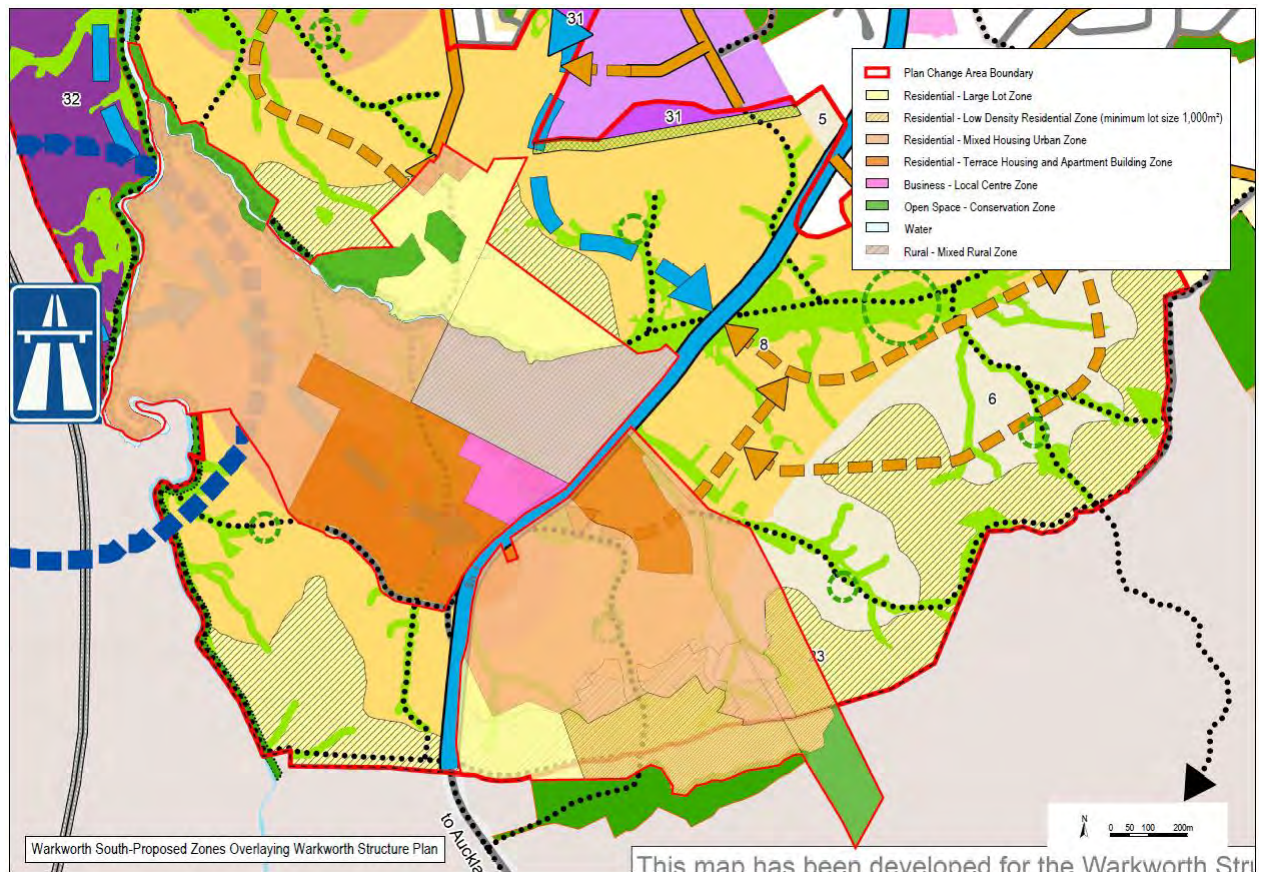 31
32
31
5
Plan Change Area Boundary
Residential - Large Lot Zone
Residential - Low Density Residential Zone (minimum lot size 1,000m²)
Residential - Mixed Housing Urban Zone
Residential - Terrace Housing and Apartment Building Zone
Business - Local Centre Zone
Open Space - Conservation Zone
Water
Rural - Mixed Rural Zone
8
6
N
0 50 100 200m
Warkworth South-Proposed Zones Overlaying Warkworth Structure Plan
to Auckla
This map has been developed for the Warkworth Stru